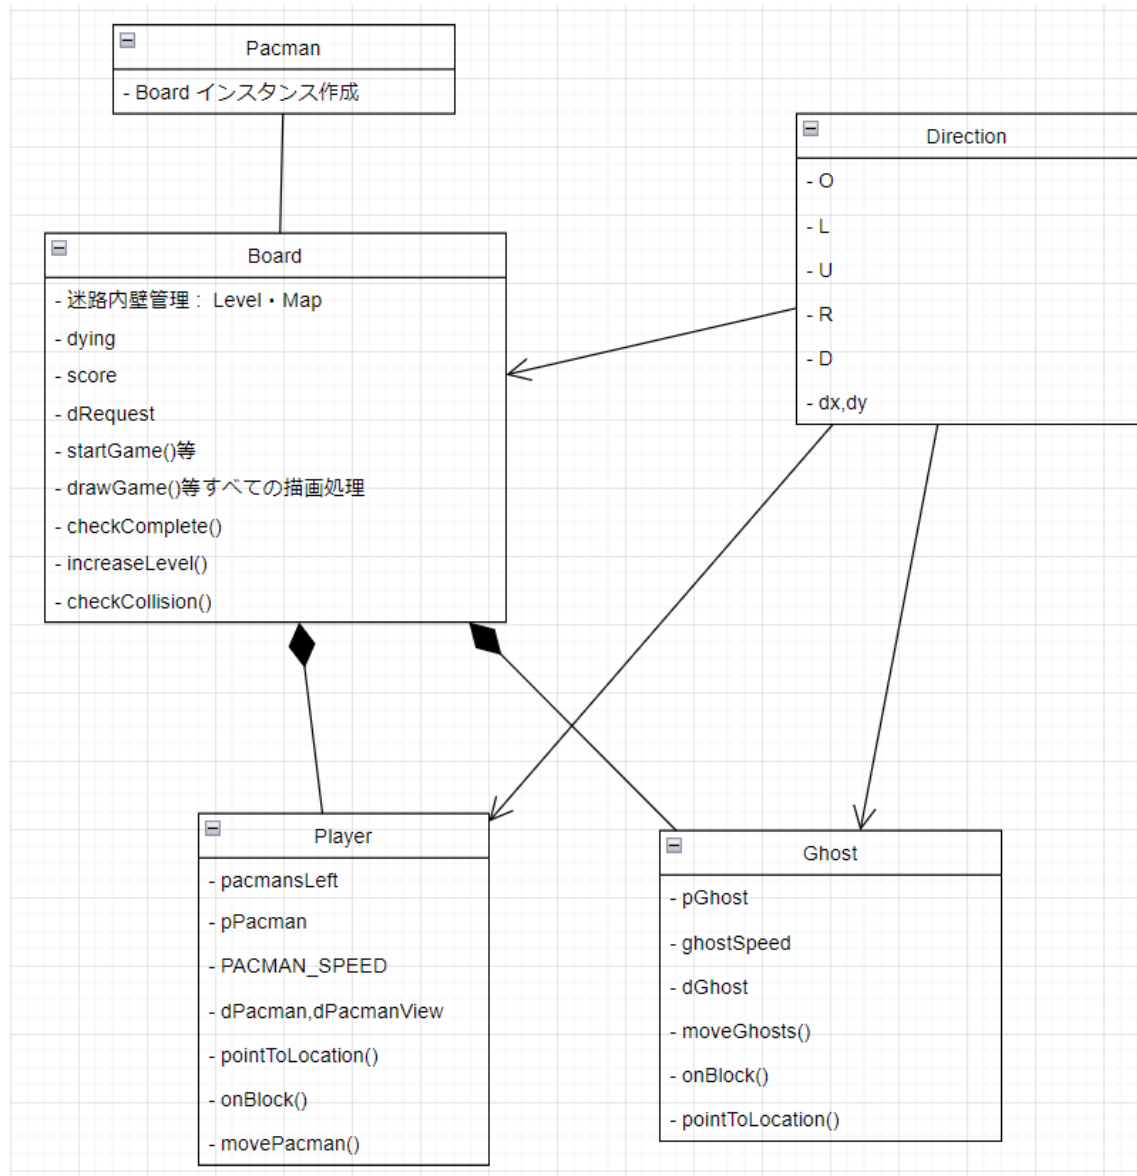 Pacman
- Board インスタンス作成
Direction
- O
- L
- U
- R
- D
- dx,dy
Board
- 迷路内壁管理： Level・Map
- dying
- score
- dRequest
- startGame()等
- drawGame()等すべての描画処理
- checkComplete()
- increaseLevel()
- checkCollision()
Player
- pacmansLeft
- pPacman
- PACMAN_SPEED
- dPacman,dPacmanView
- pointToLocation()
- onBlock()
- movePacman()
Ghost
- pGhost
- ghostSpeed
- dGhost
- moveGhosts()
- onBlock()
- pointToLocation()